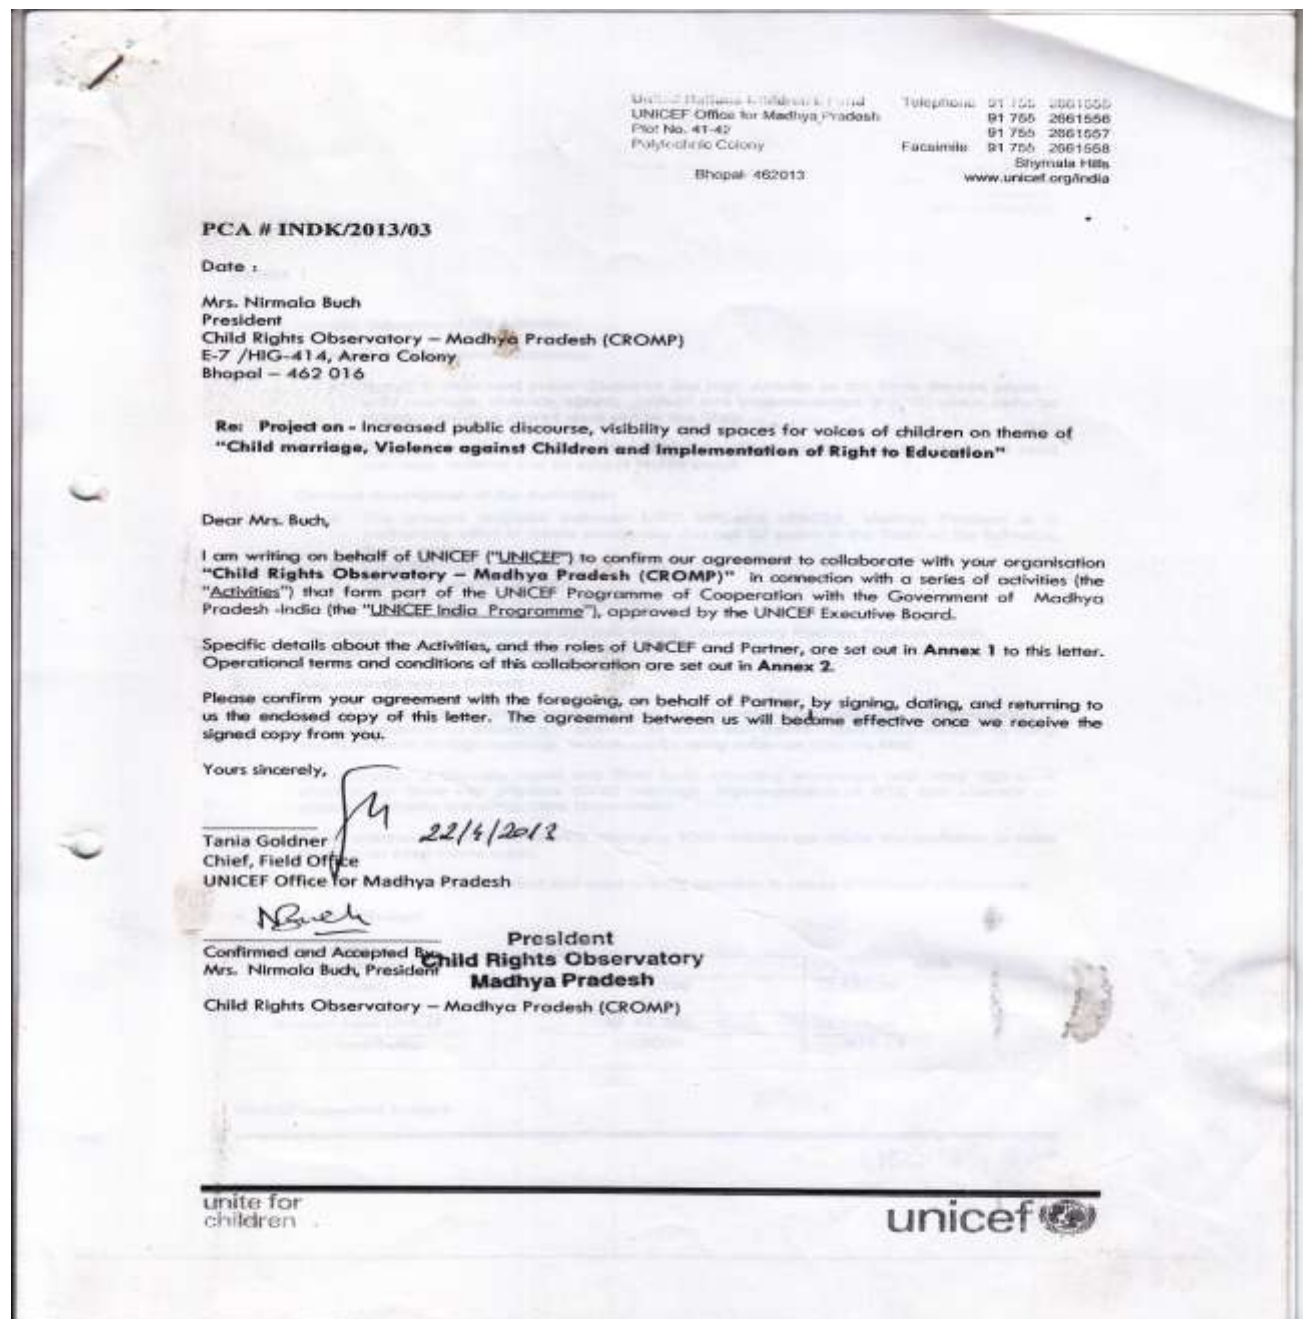 United Nations Children's Fund
UNICEF Office for Madhya Pradesh
Plot No. 41-42
Polytechnic Colony
Bhopal- 462013
Telephone 91 755 2661555
91 755 2661556
91 755 2661557
Facsimile 91 755 2661558
Shymala Hills
www.unicef.org/india
PCA # INDK/2013/03
Date :
Mrs. Nirmala Buch
President
Child Rights Observatory – Madhya Pradesh (CROMP)
E-7 /HIG-414, Arera Colony
Bhopal – 462 016
Re: Project on - Increased public discourse, visibility and spaces for voices of children on theme of
"Child marriage, Violence against Children and Implementation of Right to Education"
Dear Mrs. Buch,
I am writing on behalf of UNICEF ("UNICEF") to confirm our agreement to collaborate with your organisation
"Child Rights Observatory – Madhya Pradesh (CROMP)" in connection with a series of activities (the
"Activities") that form part of the UNICEF Programme of Cooperation with the Government of Madhya
Pradesh -India (the "UNICEF India Programme"), approved by the UNICEF Executive Board.
Specific details about the Activities, and the roles of UNICEF and Partner, are set out in Annex 1 to this letter.
Operational terms and conditions of this collaboration are set out in Annex 2.
Please confirm your agreement with the foregoing, on behalf of Partner, by signing, dating, and returning to
us the enclosed copy of this letter. The agreement between us will become effective once we receive the
signed copy from you.
Yours sincerely,
22/4/2013
Tania Goldner
Chief, Field Office
UNICEF Office for Madhya Pradesh
NBuch
Confirmed and Accepted By
Mrs. Nirmala Buch, President
President
Child Rights Observatory
Madhya Pradesh
Child Rights Observatory – Madhya Pradesh (CROMP)
unite for
children
unicef